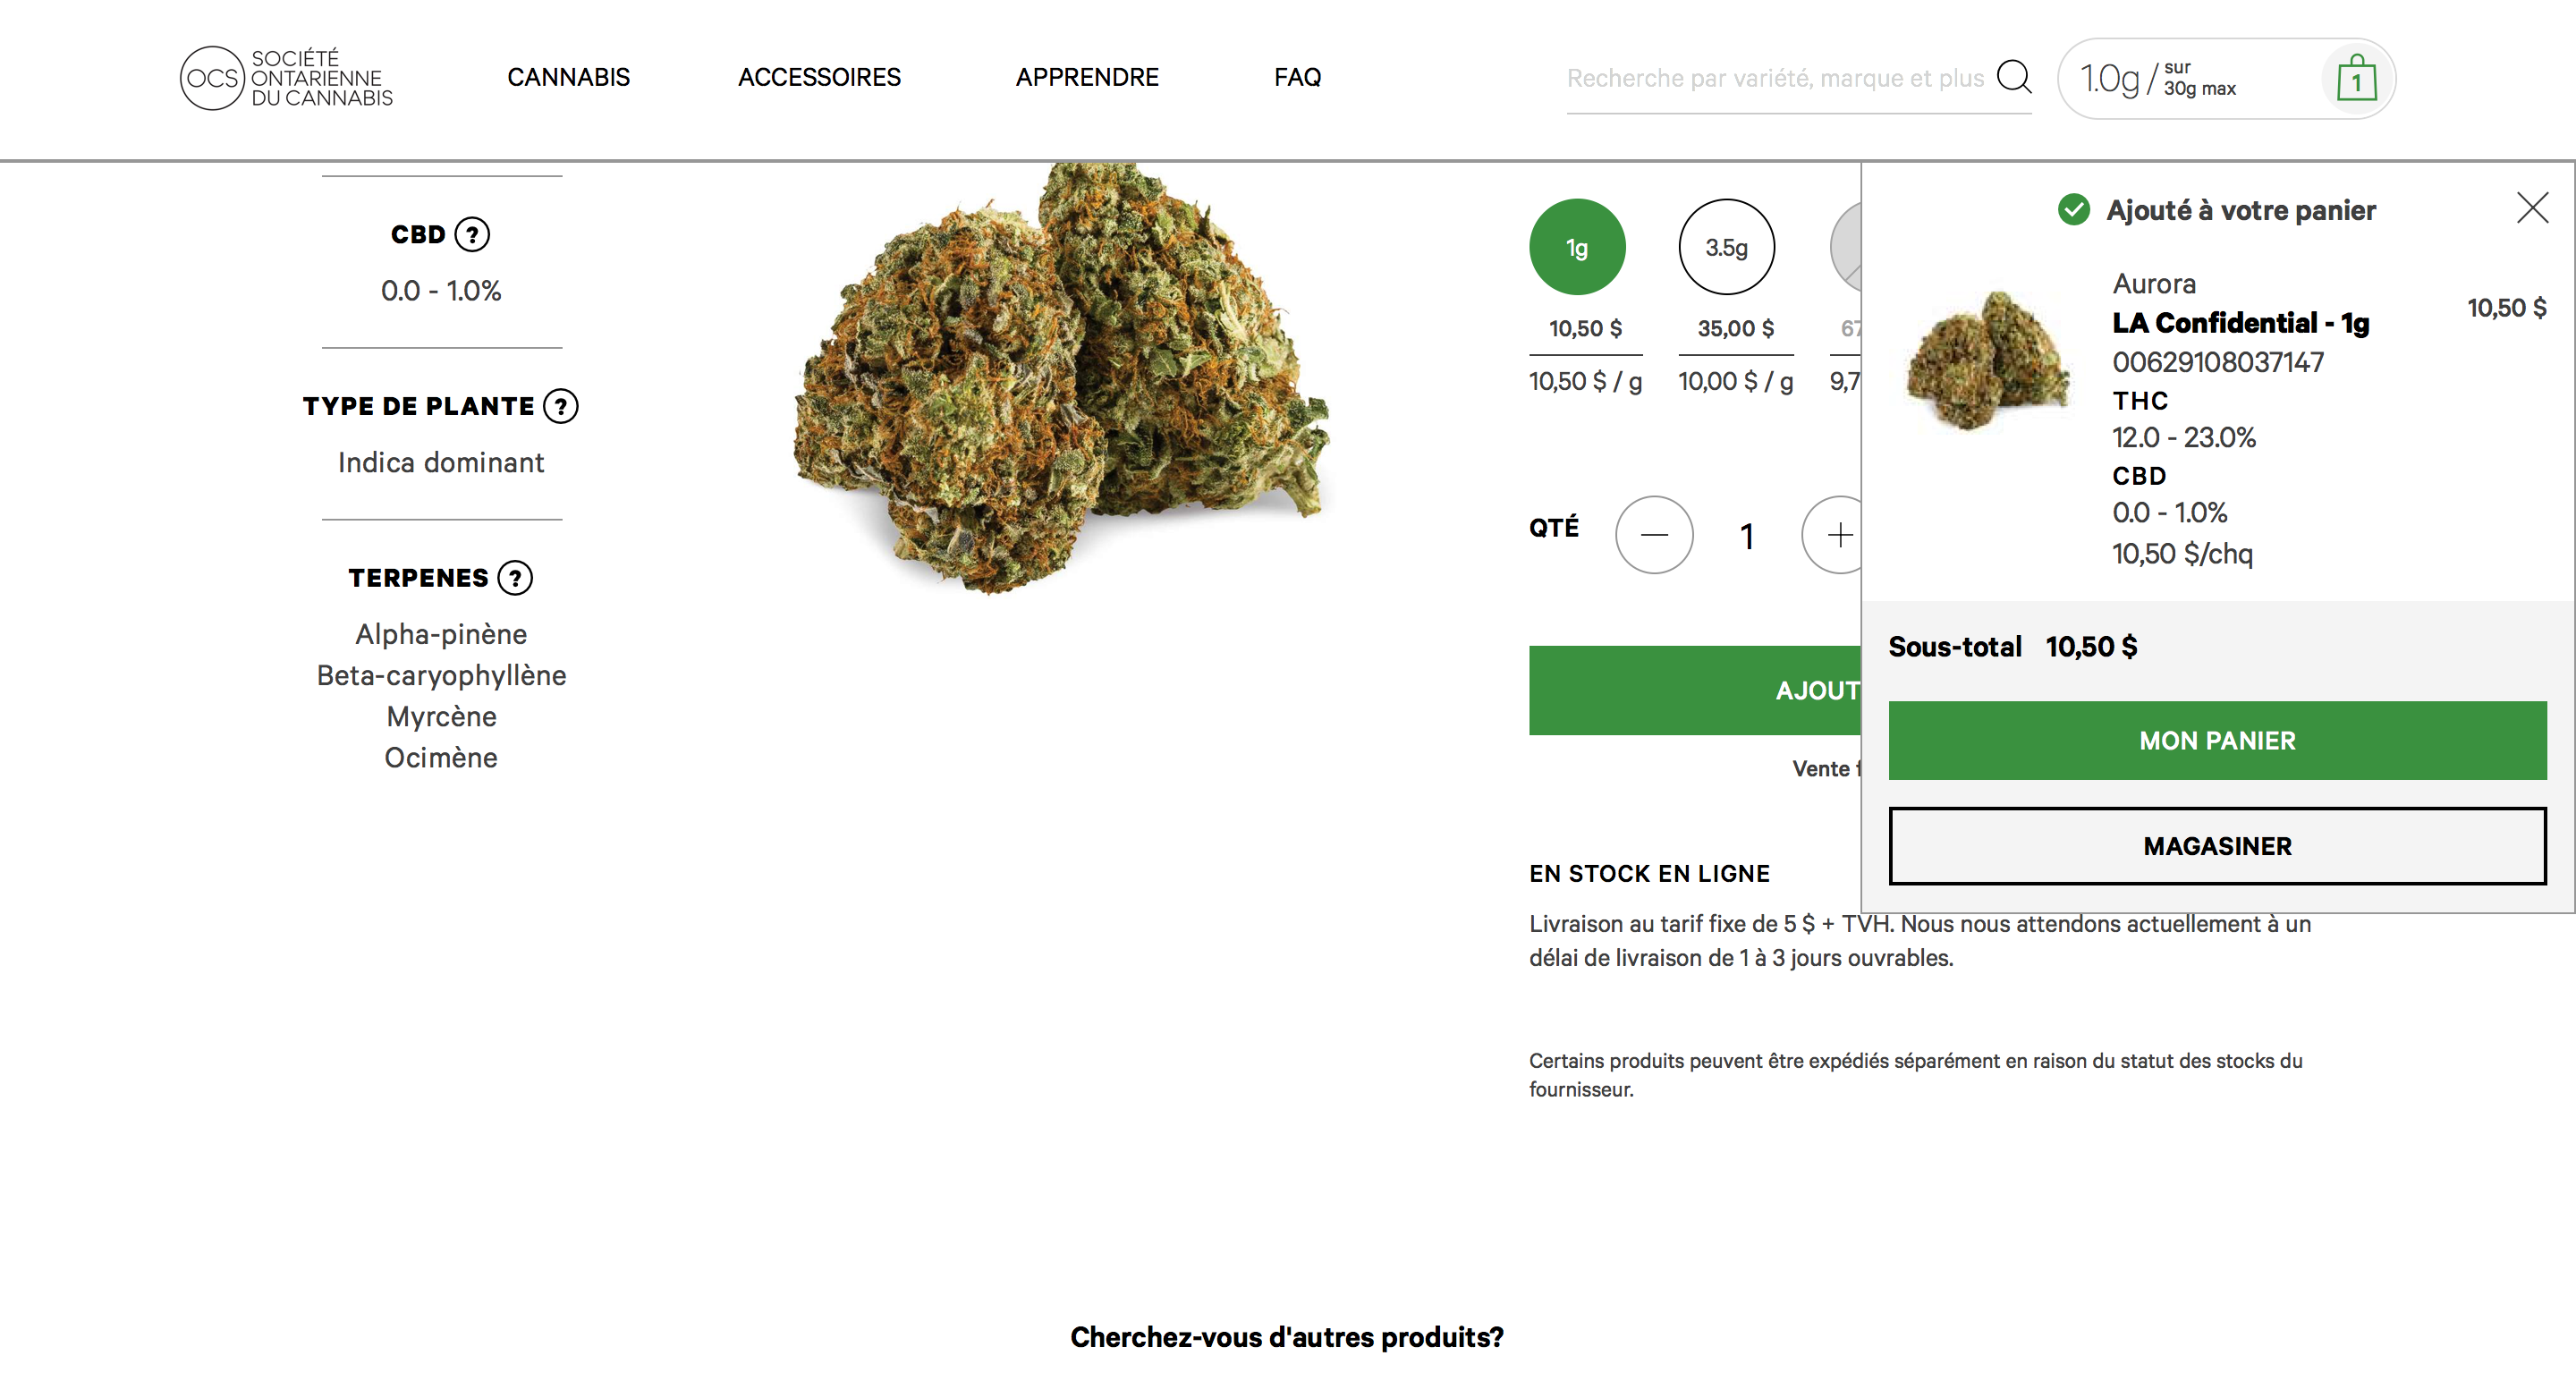 OCS
SOCIÉTÉ
ONTARIENNE
DU CANNABIS
CANNABIS
ACCESSOIRES
APPRENDRE
FAQ
Recherche par variété, marque et plus
1.0g / sur
30g max
1
CBD ?
0.0 - 1.0%
TYPE DE PLANTE ?
Indica dominant
TERPENES ?
Alpha-pinène
Beta-caryophyllène
Myrcène
Ocimène
1g
3.5g
10,50 $
35,00 $
67
10,50 $ / g
10,00 $ / g
9,7
QTÉ
1
AJOUT
Vente
EN STOCK EN LIGNE
Livraison au tarif fixe de 5 $ + TVH. Nous nous attendons actuellement à un
délai de livraison de 1 à 3 jours ouvrables.
Certains produits peuvent être expédiés séparément en raison du statut des stocks du
fournisseur.
Ajouté à votre panier
Aurora
LA Confidential - 1g
10,50 $
00629108037147
THC
12.0 - 23.0%
CBD
0.0 - 1.0%
10,50 $/chq
Sous-total 10,50 $
MON PANIER
MAGASINER
Cherchez-vous d'autres produits?